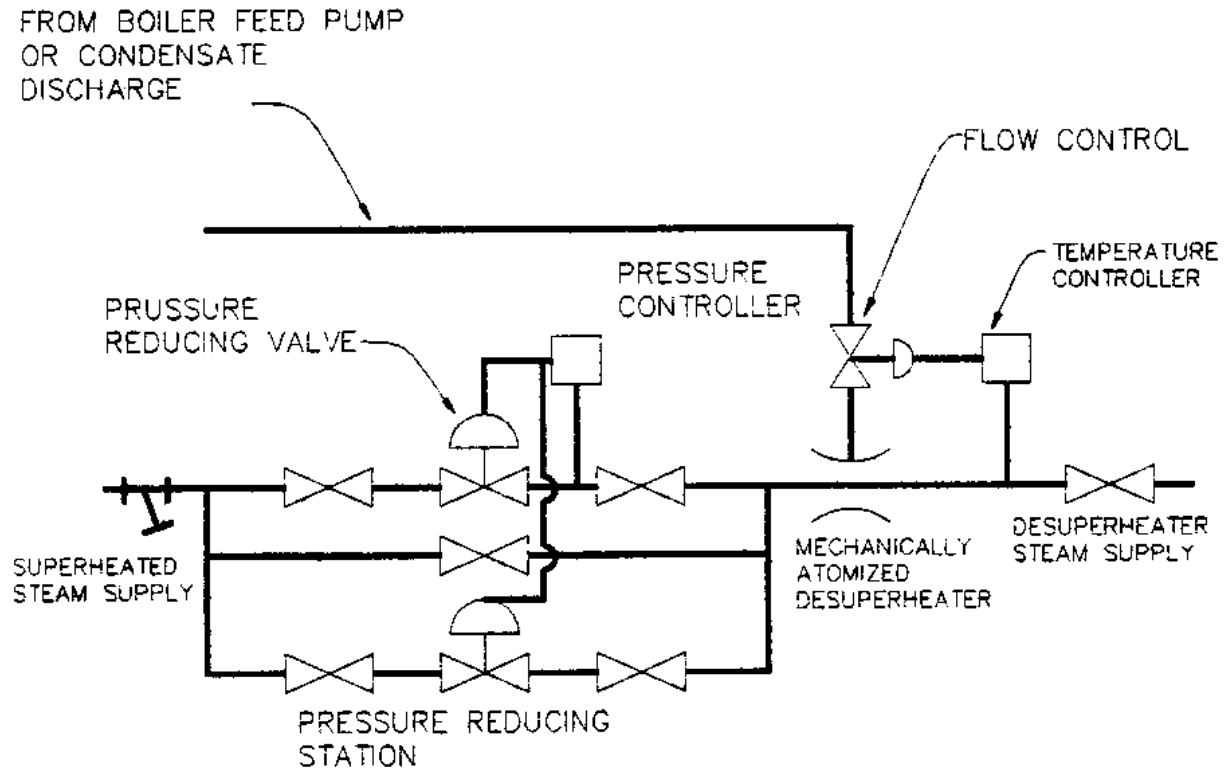 FROM BOILER FEED PUMP
OR CONDENSATE
DISCHARGE
FLOW CONTROL
PRESSURE
CONTROLLER
TEMPERATURE
CONTROLLER
PRUSSURE
REDUCING VALVE
SUPERHEATED
STEAM SUPPLY
MECHANICALLY
ATOMIZED
DESUPERHEATER
DESUPERHEATER
STEAM SUPPLY
PRESSURE REDUCING
STATION